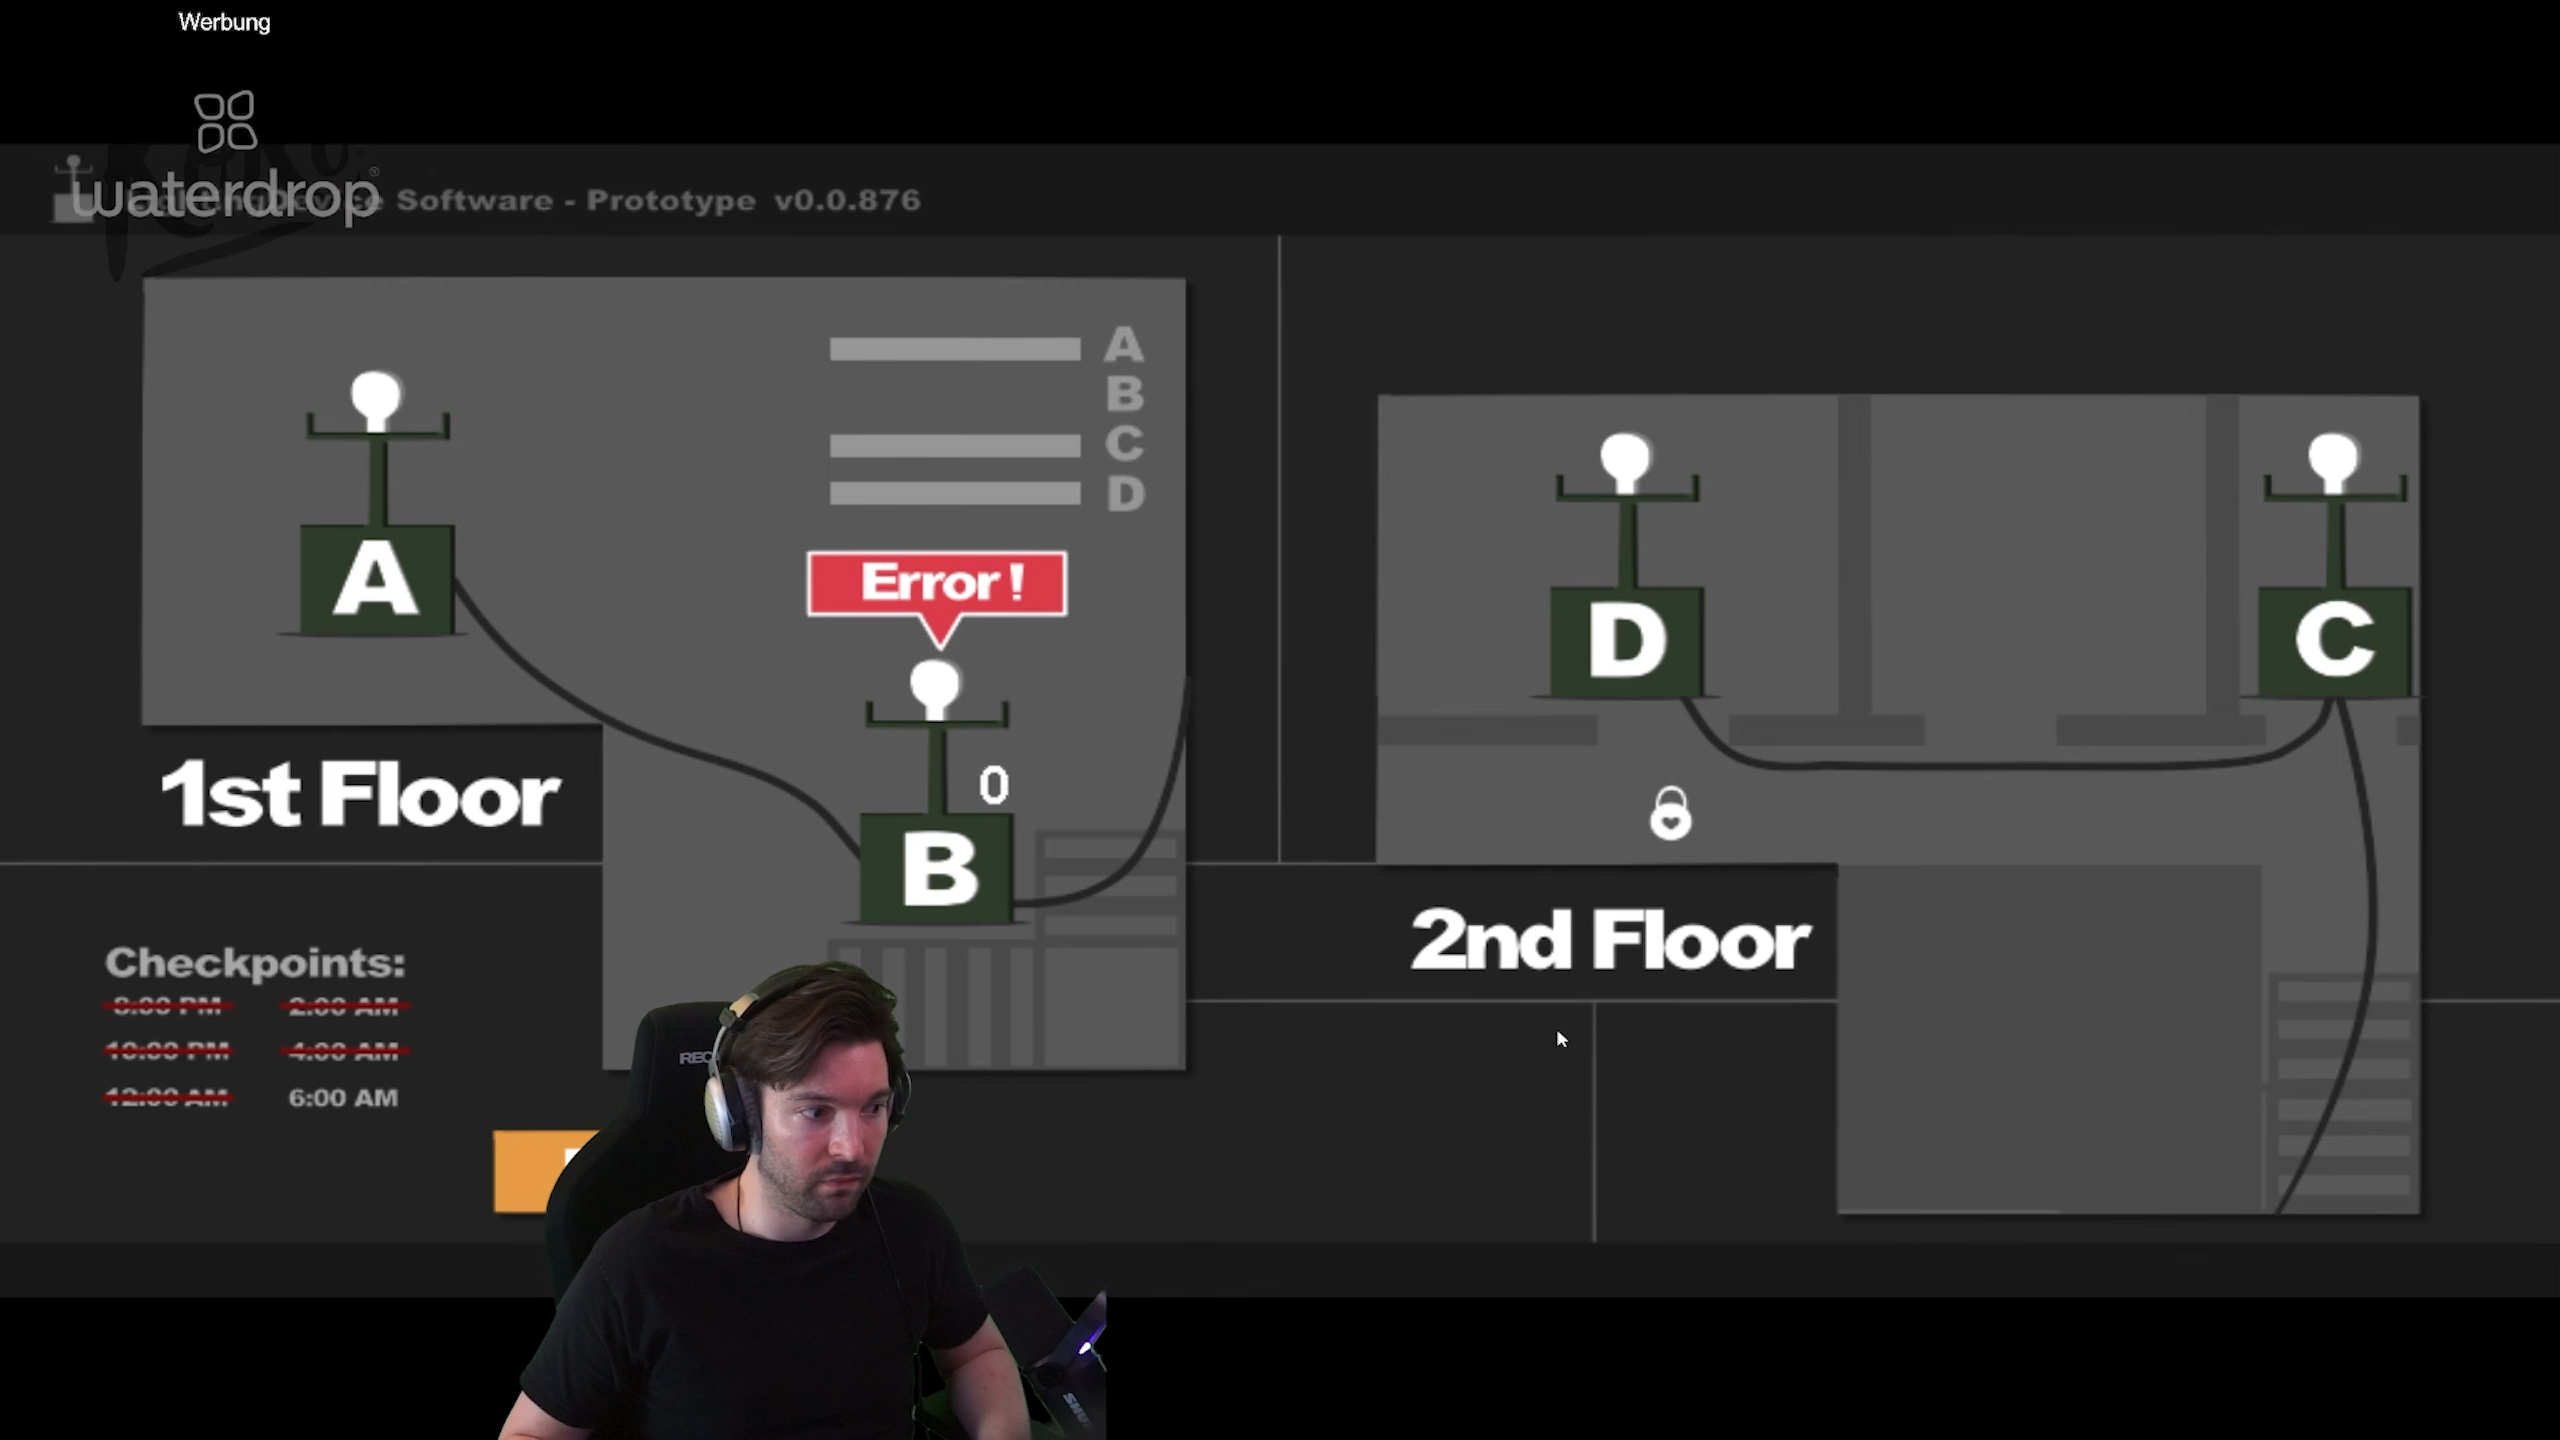 Werbung
waterdrop®
Software - Prototype v0.0.876
A
B
C
D
Error !
A
0
B
D
C
1st Floor
2nd Floor
Checkpoints:
8:00 PM 2:00 AM
10:00 PM 4:00 AM
12:00 AM 6:00 AM